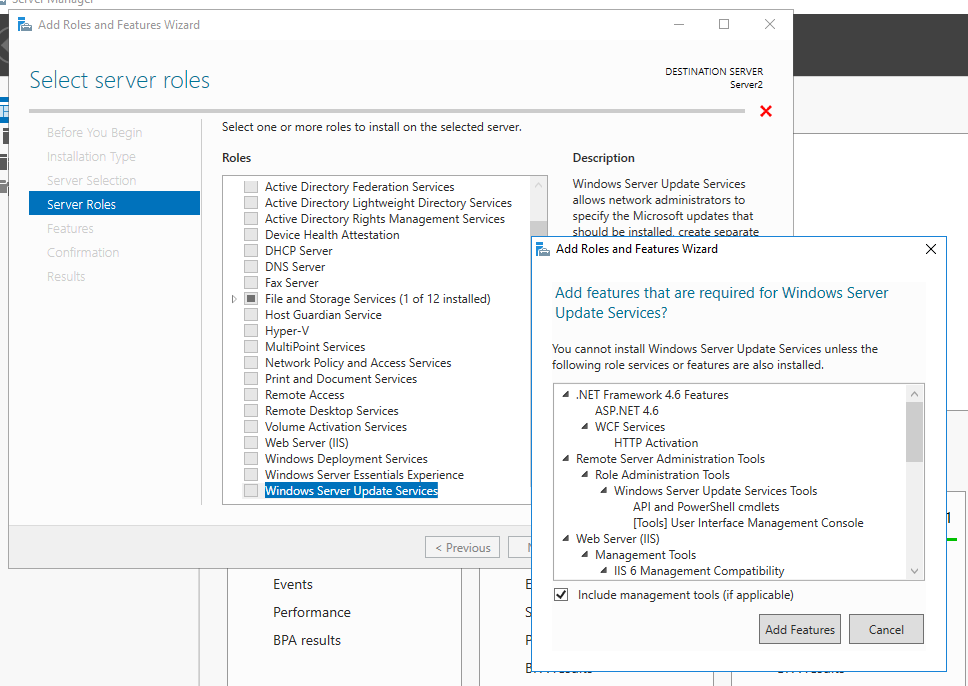 Server Manager
Add Roles and Features Wizard
Select server roles
DESTINATION SERVER
Server2
Before You Begin
Installation Type
Server Selection
Server Roles
Features
Confirmation
Results
Select one or more roles to install on the selected server.
Roles
Active Directory Federation Services
Active Directory Lightweight Directory Services
Active Directory Rights Management Services
Device Health Attestation
DHCP Server
DNS Server
Fax Server
File and Storage Services (1 of 12 installed)
Host Guardian Service
Hyper-V
MultiPoint Services
Network Policy and Access Services
Print and Document Services
Remote Access
Remote Desktop Services
Volume Activation Services
Web Server (IIS)
Windows Deployment Services
Windows Server Essentials Experience
Windows Server Update Services
Description
Windows Server Update Services
allows network administrators to
specify the Microsoft updates that
should be installed, create separate
< Previous
Add Roles and Features Wizard
Add features that are required for Windows Server
Update Services?
You cannot install Windows Server Update Services unless the
following role services or features are also installed.
.NET Framework 4.6 Features
ASP.NET 4.6
WCF Services
HTTP Activation
Remote Server Administration Tools
Role Administration Tools
Windows Server Update Services Tools
API and PowerShell cmdlets
[Tools] User Interface Management Console
Web Server (IIS)
Management Tools
IIS 6 Management Compatibility
Include management tools (if applicable)
Add Features
Cancel
1
Events
Performance
BPA results